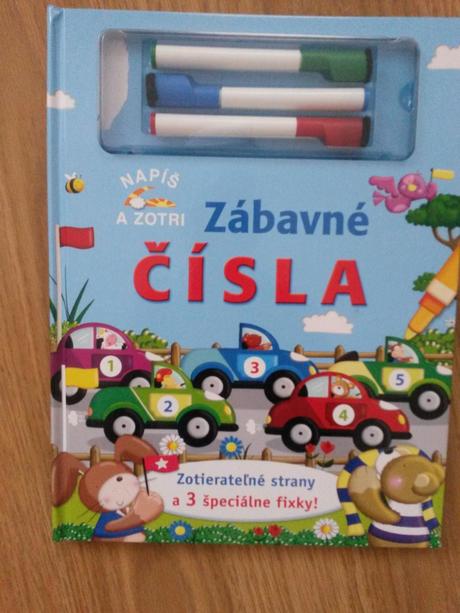 NAPÍŠ
A ZOTRI
Zábavné
ČÍSLA
1
3
5
2
4
Zotierateľné strany
a 3 špeciálne fixky!